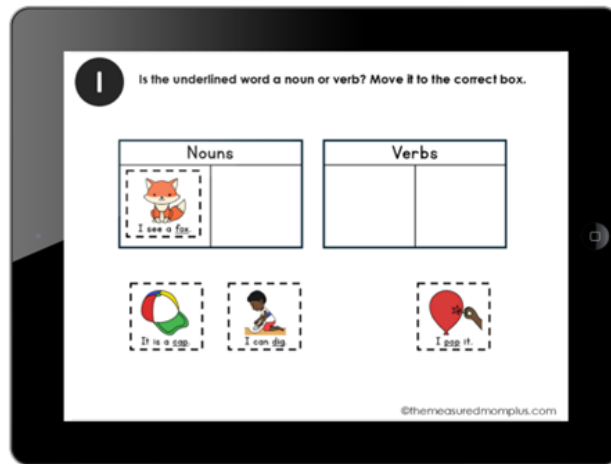 1
Is the underlined word a noun or verb? Move it to the correct box.
Nouns
Verbs
I see a fox.
It is a cap.
I can dig.
I pop it.
©themeasuredmomplus.com